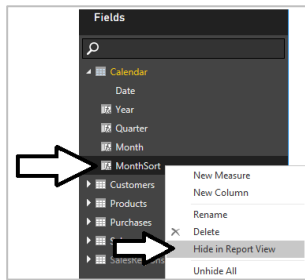 Fields
Calendar
Date
Year
Quarter
Month
MonthSort
Customers
Products
Purchases
New Measure
New Column
Rename
Delete
Hide in Report View
Unhide All